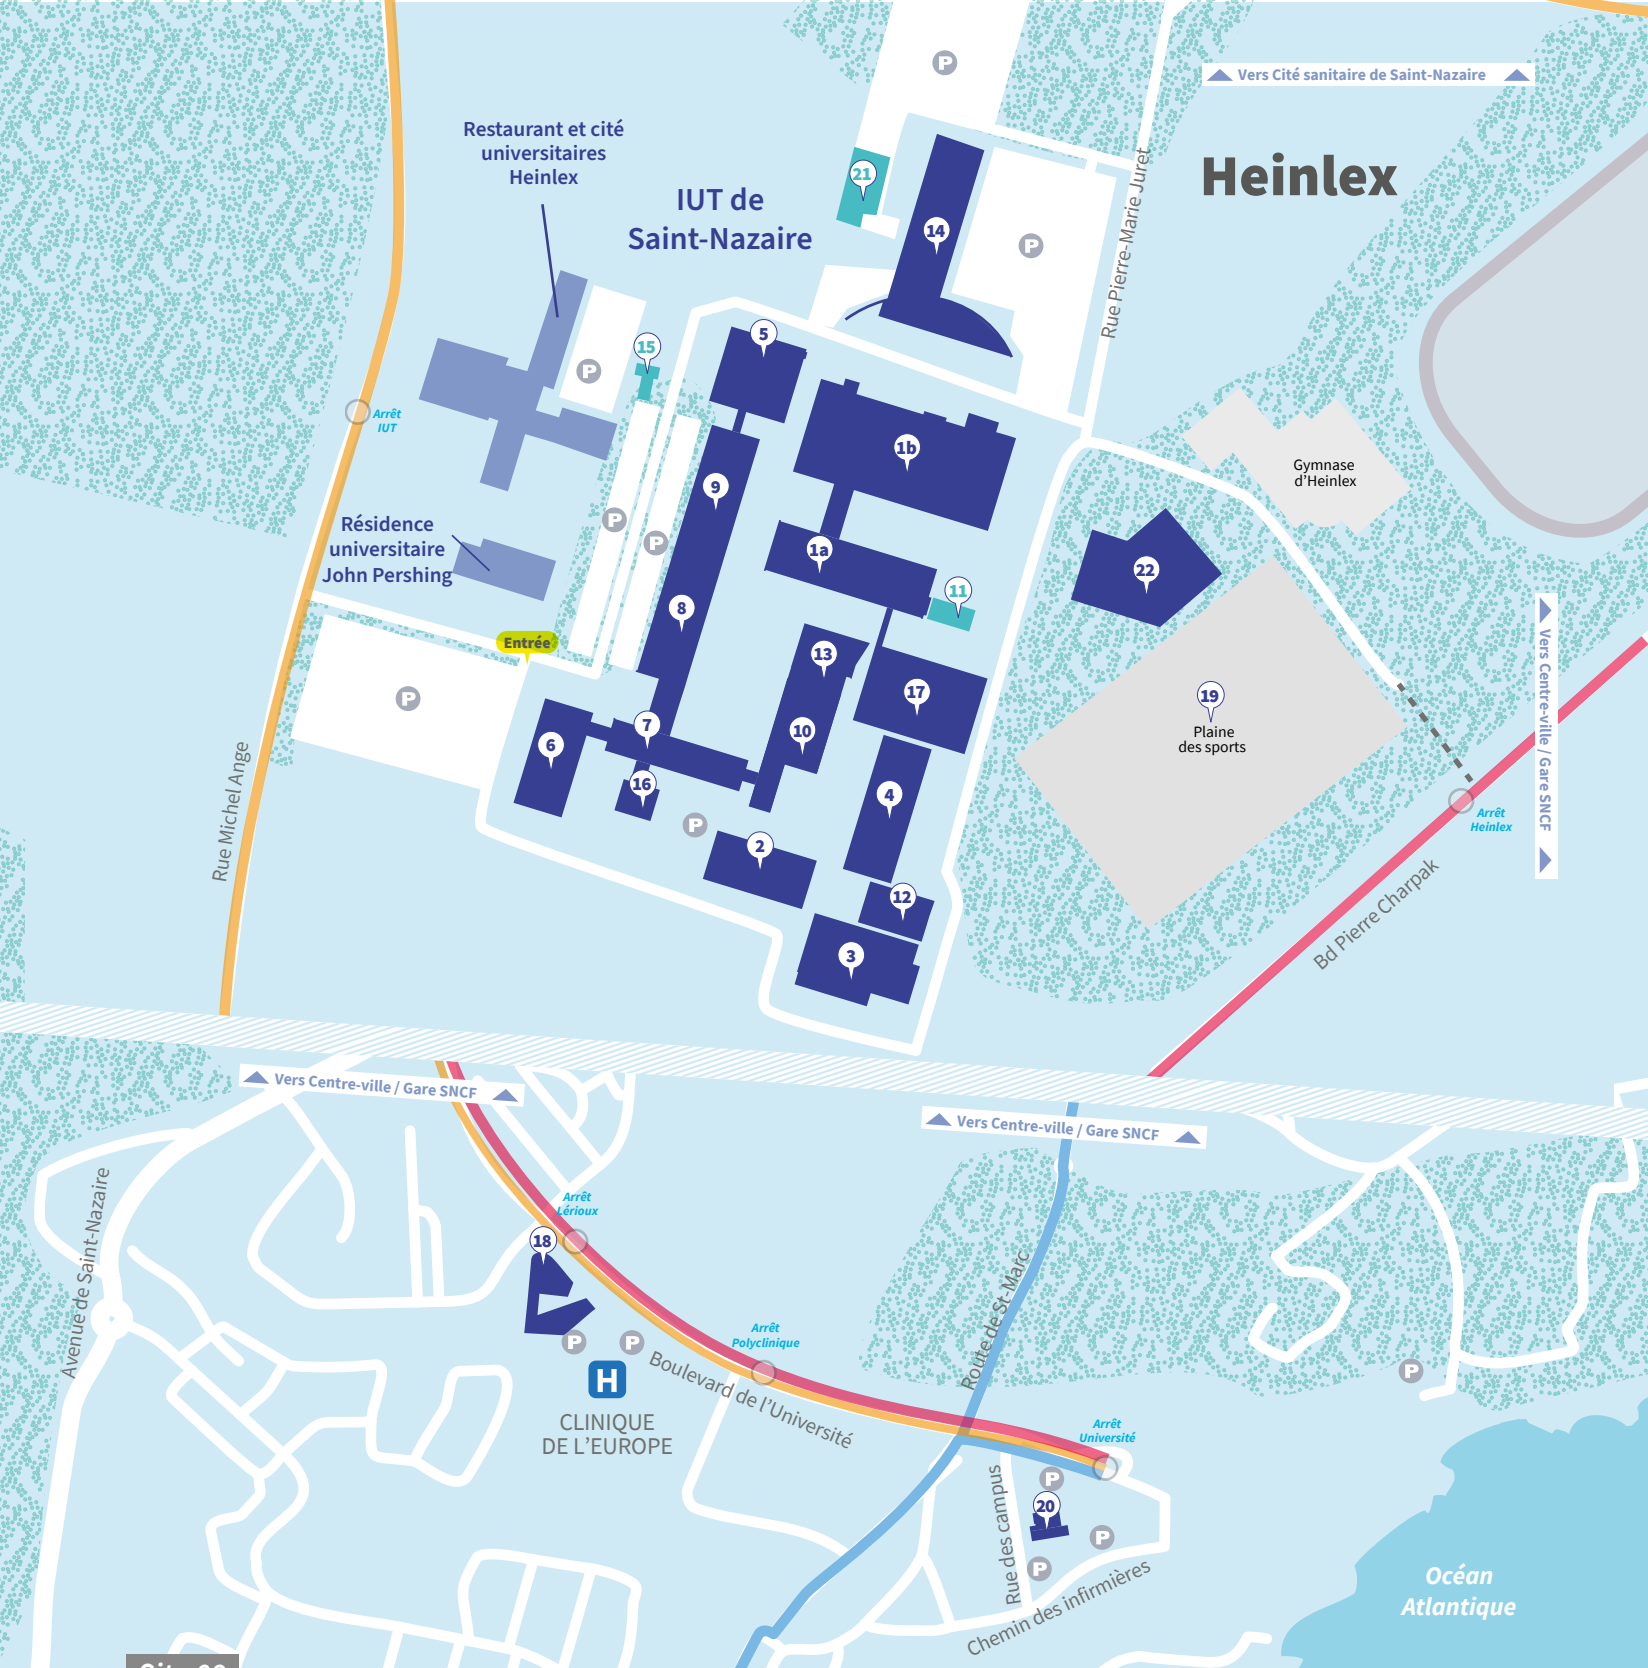 P
Vers Cité sanitaire de Saint-Nazaire
Restaurant et cité
universitaires
Heinlex
Heinlex
21
IUT de
Saint-Nazaire
14
P
Rue Pierre-Marie Juret
5
15
P
Arrêt
IUT
1b
Gymnase
d'Heinlex
9
P
P
Résidence
universitaire
John Pershing
1a
22
11
8
Entrée
13
P
17
19
Plaine
des sports
Vers Centre-ville / Gare SNCF
7
6
10
16
4
P
2
Arrêt
Heinlex
Rue Michel Ange
12
3
Bd Pierre Charpak
Vers Centre-ville / Gare SNCF
Vers Centre-ville / Gare SNCF
Avenue de Saint-Nazaire
Arrêt
Lérioux
18
P
P
Arrêt
Polyclinique
Route de St-Marc
H
Boulevard de l'Université
CLINIQUE
DE L'EUROPE
P
Arrêt
Université
P
20
P
P
Rue des campus
Chemin des infirmières
Océan
Atlantique